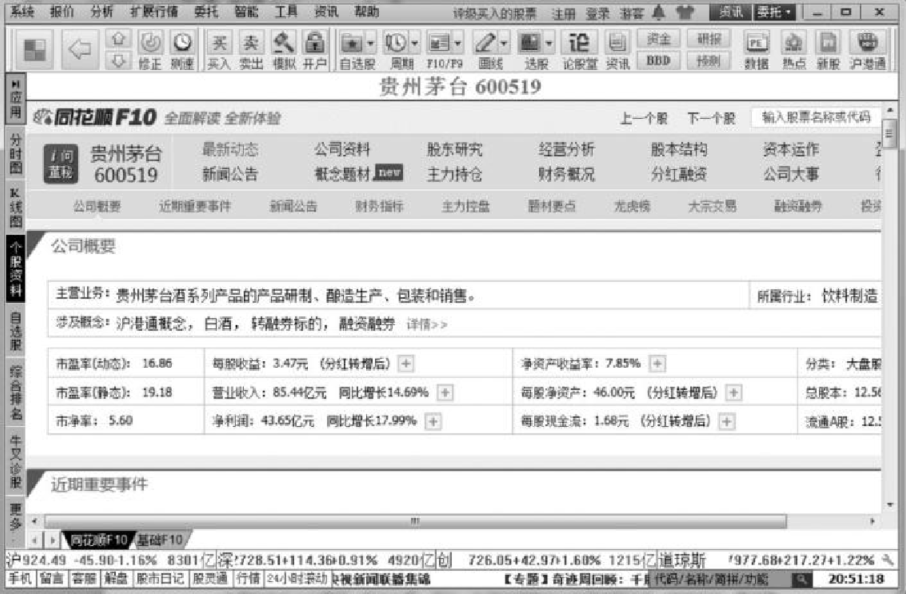 系统 报价 分析 扩展行情 委托 智能 工具 资讯 帮助 评级买入的股票 注册 登录 游客 资讯 委托
修正 测速 买入 卖出 模拟 开户 自选股 周期 F10/F9 画线 选股 论股堂 资讯 资金 BBD 研报 预测 数据 热点 新股 沪港通
贵州茅台 600519
同花顺F10 全面解读 全新体验 上一个股 下一个股 输入股票名称或代码
i问董秘 贵州茅台 600519
最新动态 公司资料 股东研究 经营分析 股本结构 资本运作
新闻公告 概念题材 new 主力持仓 财务概况 分红融资 公司大事
公司概要 近期重要事件 新闻公告 财务指标 主力控盘 题材要点 龙虎榜 大宗交易 融资融券 投资
应用
分时图
K线图
个股资料
自选股
综合排名
牛叉诊股
更多
公司概要
主营业务: 贵州茅台酒系列产品的产品研制、酿造生产、包装和销售。 所属行业: 饮料制造
涉及概念: 沪港通概念, 白酒, 转融券标的, 融资融券 详情>>
市盈率(动态): 16.86 每股收益: 3.47元 (分红转增后) + 净资产收益率: 7.85% + 分类: 大盘股
市盈率(静态): 19.18 营业收入: 85.44亿元 同比增长14.69% + 每股净资产: 46.00元 (分红转增后) + 总股本: 12.56
市净率: 5.60 净利润: 43.65亿元 同比增长17.99% + 每股现金流: 1.68元 (分红转增后) + 流通A股: 12.5
近期重要事件
同花顺F10 基础F10
沪924.49 -45.90-1.16% 8301亿 深 728.51+114.36+0.91% 4920亿 创 726.05+42.97+1.60% 1215亿 道琼斯 977.68+217.27+1.22%
手机 留言 客服 解盘 股市日记 股灵通 行情 24小时滚动 央视新闻联播集锦 【专题】奇迹周回顾: 代码/名称/简拼/功能 20:51:18